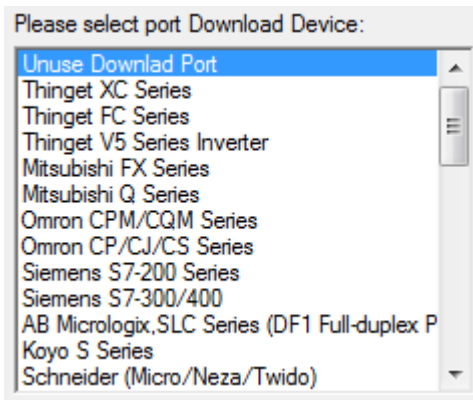 Please select port Download Device:
Unuse Downlad Port
Thinget XC Series
Thinget FC Series
Thinget V5 Series Inverter
Mitsubishi FX Series
Mitsubishi Q Series
Omron CPM/CQM Series
Omron CP/CJ/CS Series
Siemens S7-200 Series
Siemens S7-300/400
AB Micrologix,SLC Series (DF1 Full-duplex P
Koyo S Series
Schneider (Micro/Neza/Twido)